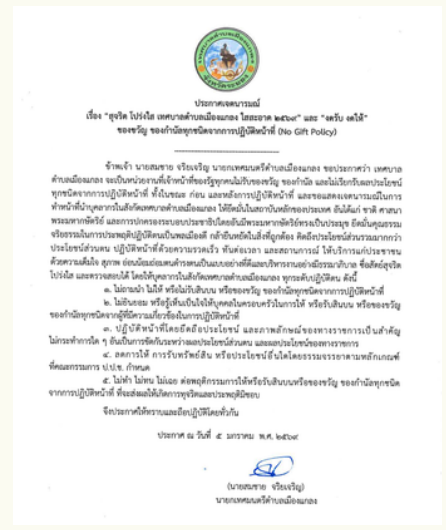 ประกาศเจตนารมณ์
เรื่อง “สุจริต โปร่งใส เทศบาลตำบลเมืองแกลง ใสสะอาด ๒๕๖๙” และ “งดรับ งดให้”
ของขวัญ ของกำนัลทุกชนิดจากการปฏิบัติหน้าที่ (No Gift Policy)
ข้าพเจ้า นายสมชาย จริยเจริญ นายกเทศมนตรีตำบลเมืองแกลง ขอประกาศว่า เทศบาล
ตำบลเมืองแกลง จะเป็นหน่วยงานที่เจ้าหน้าที่ของรัฐทุกคนไม่รับของขวัญ ของกำนัล และไม่เรียกรับผลประโยชน์
ทุกชนิดจากการปฏิบัติหน้าที่ ทั้งในขณะ ก่อน และหลังการปฏิบัติหน้าที่ และขอแสดงเจตนารมณ์ในการ
ทำหน้าที่นำบุคลากรในสังกัดเทศบาลตำบลเมืองแกลง ให้ยึดมั่นในสถาบันหลักของประเทศ อันได้แก่ ชาติ ศาสนา
พระมหากษัตริย์ และการปกครองระบอบประชาธิปไตยอันมีพระมหากษัตริย์ทรงเป็นประมุข ยึดมั่นคุณธรรม
จริยธรรมในการประพฤติปฏิบัติตนเป็นพลเมืองดี กล้ายืนหยัดในสิ่งที่ถูกต้อง คิดถึงประโยชน์ส่วนรวมมากกว่า
ประโยชน์ส่วนตน ปฏิบัติหน้าที่ด้วยความรวดเร็ว ทันต่อเวลา และสถานการณ์ ให้บริการแก่ประชาชน
ด้วยความเต็มใจ สุภาพ อ่อนน้อมถ่อมตนดำรงตนเป็นแบบอย่างที่ดีและบริหารงานอย่างมีธรรมาภิบาล ซื่อสัตย์สุจริต
โปร่งใส และตรวจสอบได้ โดยให้บุคลากรในสังกัดเทศบาลตำบลเมืองแกลง ทุกระดับปฏิบัติตน ดังนี้
๑. ไม่ถามนำ ไม่ให้ หรือไม่รับสินบน หรือของขวัญ ของกำนัลทุกชนิดจากการปฏิบัติหน้าที่
๒. ไม่ยินยอม หรือรู้เห็นเป็นใจให้บุคคลในครอบครัวในการให้ หรือรับสินบน หรือของขวัญ
ของกำนัลทุกชนิดจากผู้ที่มีความเกี่ยวข้องในการปฏิบัติหน้าที่
๓. ปฏิบัติหน้าที่โดยยึดถือประโยชน์ และภาพลักษณ์ของทางราชการเป็นสำคัญ
ไม่กระทำการใด ๆ อันเป็นการขัดกันระหว่างผลประโยชน์ส่วนตน และผลประโยชน์ของทางราชการ
๔. ลดการให้ การรับทรัพย์สิน หรือประโยชน์อื่นใดโดยธรรมจรรยาตามหลักเกณฑ์
ที่คณะกรรมการ ป.ป.ช. กำหนด
๕. ไม่ทำ ไม่ทน ไม่เฉย ต่อพฤติกรรมการให้หรือรับสินบนหรือของขวัญ ของกำนัลทุกชนิด
จากการปฏิบัติหน้าที่ ที่จะส่งผลให้เกิดการทุจริตและประพฤติมิชอบ
จึงประกาศให้ทราบและถือปฏิบัติโดยทั่วกัน
ประกาศ ณ วันที่ ๕ มกราคม พ.ศ. ๒๕๖๙
(นายสมชาย จริยเจริญ)
นายกเทศมนตรีตำบลเมืองแกลง